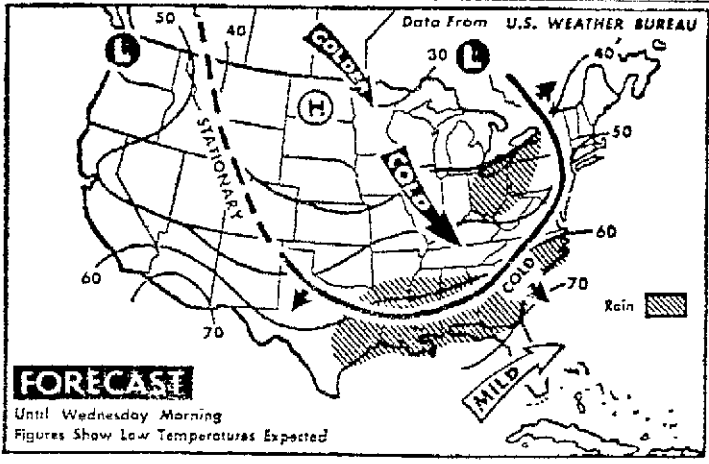 Data From U.S. WEATHER BUREAU
50
40
L
COLDER
30
L
40
H
STATIONARY
COLD
50
60
60
70
COLD
70
Rain
MILD
FORECAST
Until Wednesday Morning
Figures Show Low Temperatures Expected